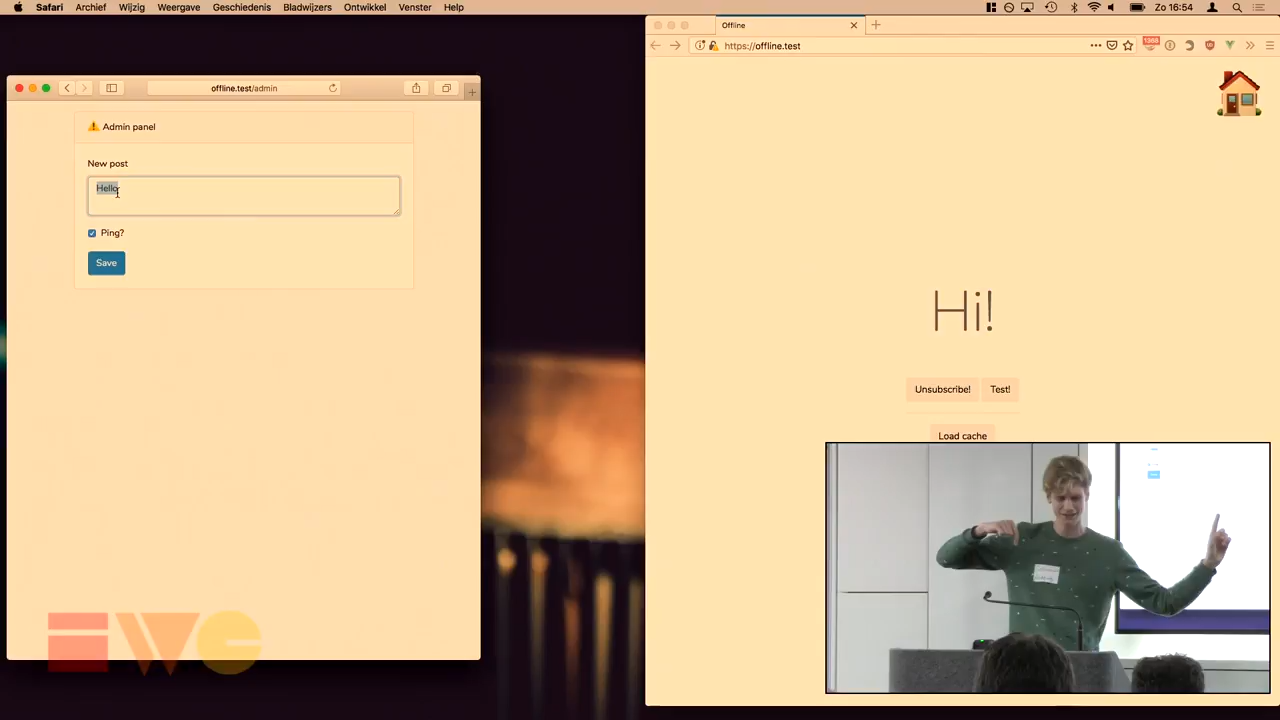 Safari Archief Wijzig Weergave Geschiedenis Bladwijzers Ontwikkel Venster Help
Zo 16:54
offline.test/admin
Admin panel
New post
Hello
Ping?
Save
Offline
https://offline.test
Hi!
Unsubscribe! Test!
Load cache
iwc